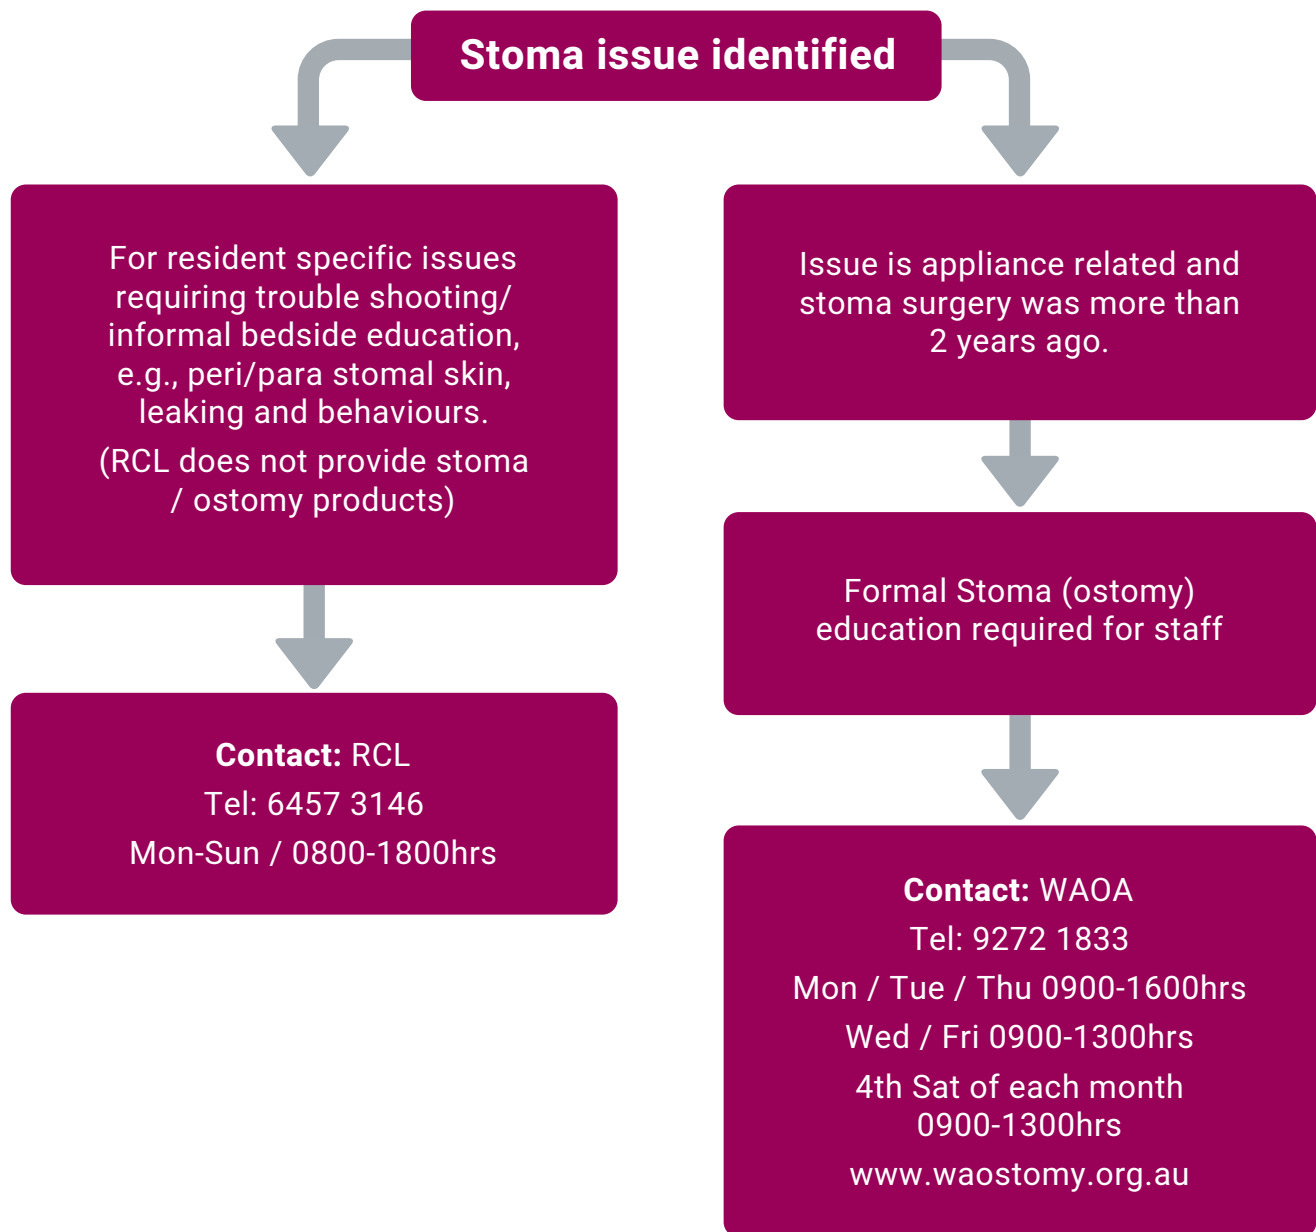 Stoma issue identified
For resident specific issues
requiring trouble shooting/
informal bedside education,
e.g., peri/para stomal skin,
leaking and behaviours.
(RCL does not provide stoma
/ ostomy products)
Contact: RCL
Tel: 6457 3146
Mon-Sun / 0800-1800hrs
Issue is appliance related and
stoma surgery was more than
2 years ago.
Formal Stoma (ostomy)
education required for staff
Contact: WAOA
Tel: 9272 1833
Mon / Tue / Thu 0900-1600hrs
Wed / Fri 0900-1300hrs
4th Sat of each month
0900-1300hrs
www.waostomy.org.au